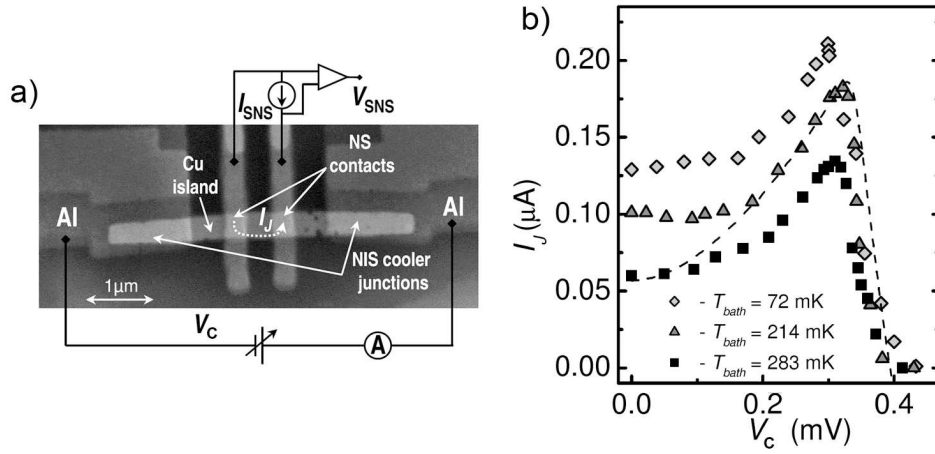 a)
I_SNS
V_SNS
NS
contacts
Cu
island
Al
I_J
Al
NIS cooler
junctions
1μm
V_C
A
b)
I_J (μA)
0.20
0.15
0.10
0.05
0.00
- T_bath = 72 mK
- T_bath = 214 mK
- T_bath = 283 mK
0.0
0.2
0.4
V_C (mV)